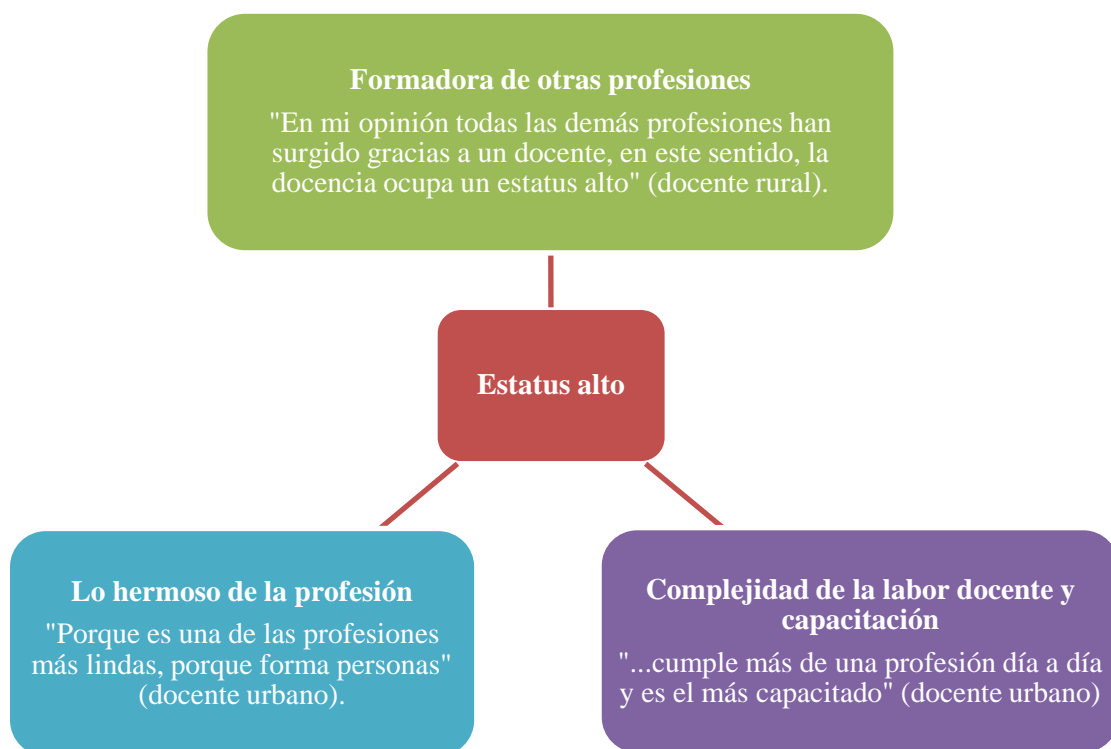 Formadora de otras profesiones
"En mi opinión todas las demás profesiones han
surgido gracias a un docente, en este sentido, la
docencia ocupa un estatus alto" (docente rural).
Estatus alto
Lo hermoso de la profesión
"Porque es una de las profesiones
más lindas, porque forma personas"
(docente urbano).
Complejidad de la labor docente y
capacitación
"...cumple más de una profesión día a día
y es el más capacitado" (docente urbano)